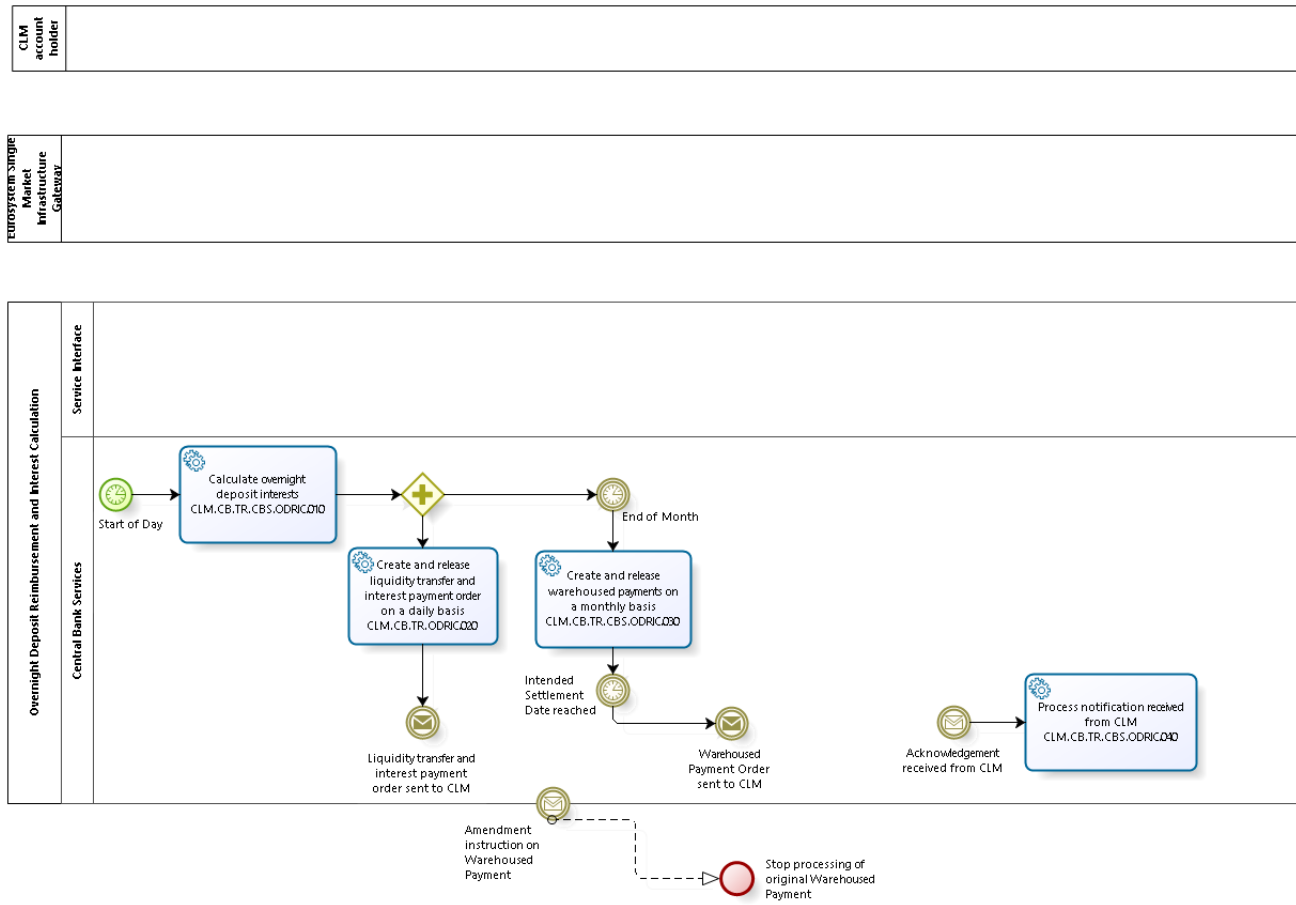 CLM
account
holder
Eurosystem Single
Market
Infrastructure
Gateway
Overnight Deposit Reimbursement and Interest Calculation
Service Interface
Central Bank Services
Start of Day
Calculate overnight
deposit interests
CLM.CB.TR.CBS.ODRIC.010
End of Month
Create and release
liquidity transfer and
interest payment order
on a daily basis
CLM.CB.TR.ODRIC.020
Create and release
warehoused payments on
a monthly basis
CLM.CB.TR.CBS.ODRIC.030
Intended
Settlement
Date reached
Liquidity transfer and
interest payment
order sent to CLM
Warehoused
Payment Order
sent to CLM
Acknowledgement
received from CLM
Process notification received
from CLM
CLM.CB.TR.CBS.ODRIC.040
Amendment
instruction on
Warehoused
Payment
Stop processing of
original Warehoused
Payment